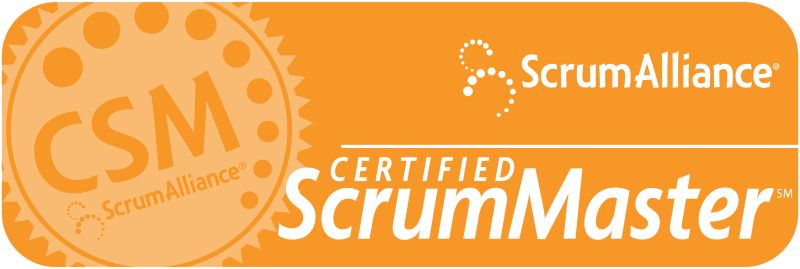 CSM
ScrumAlliance®
ScrumAlliance®
CERTIFIED
ScrumMaster℠